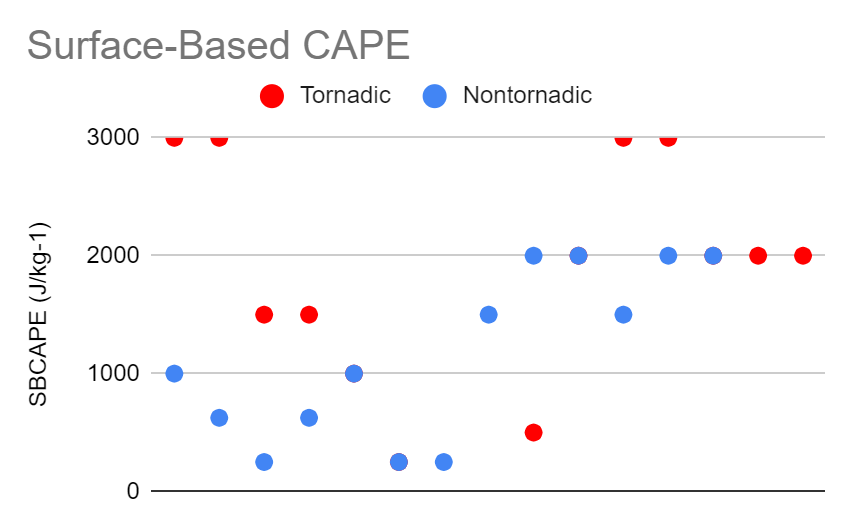 Surface-Based CAPE
Tornadic
Nontornadic
3000
2000
1000
0
SBCAPE (J/kg-1)